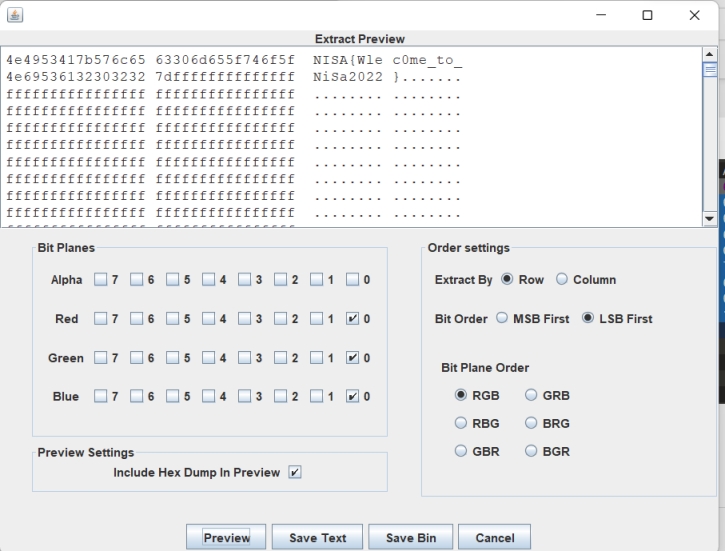 Extract Preview
4e4953417b576c65 63306d655f746f5f NISA{Wle c0me_to_
4e69536132303232 7dffffffffffffff Nisa2022 }.......
ffffffffffffffff ffffffffffffffff ........ ........
ffffffffffffffff ffffffffffffffff ........ ........
ffffffffffffffff ffffffffffffffff ........ ........
ffffffffffffffff ffffffffffffffff ........ ........
ffffffffffffffff ffffffffffffffff ........ ........
ffffffffffffffff ffffffffffffffff ........ ........
ffffffffffffffff ffffffffffffffff ........ ........
ffffffffffffffff ffffffffffffffff ........ ........
Bit Planes
Alpha 7 6 5 4 3 2 1 0
Red 7 6 5 4 3 2 1 0
Green 7 6 5 4 3 2 1 0
Blue 7 6 5 4 3 2 1 0
Preview Settings
Include Hex Dump In Preview
Order settings
Extract By Row Column
Bit Order MSB First LSB First
Bit Plane Order
RGB GRB
RBG BRG
GBR BGR
Preview Save Text Save Bin Cancel